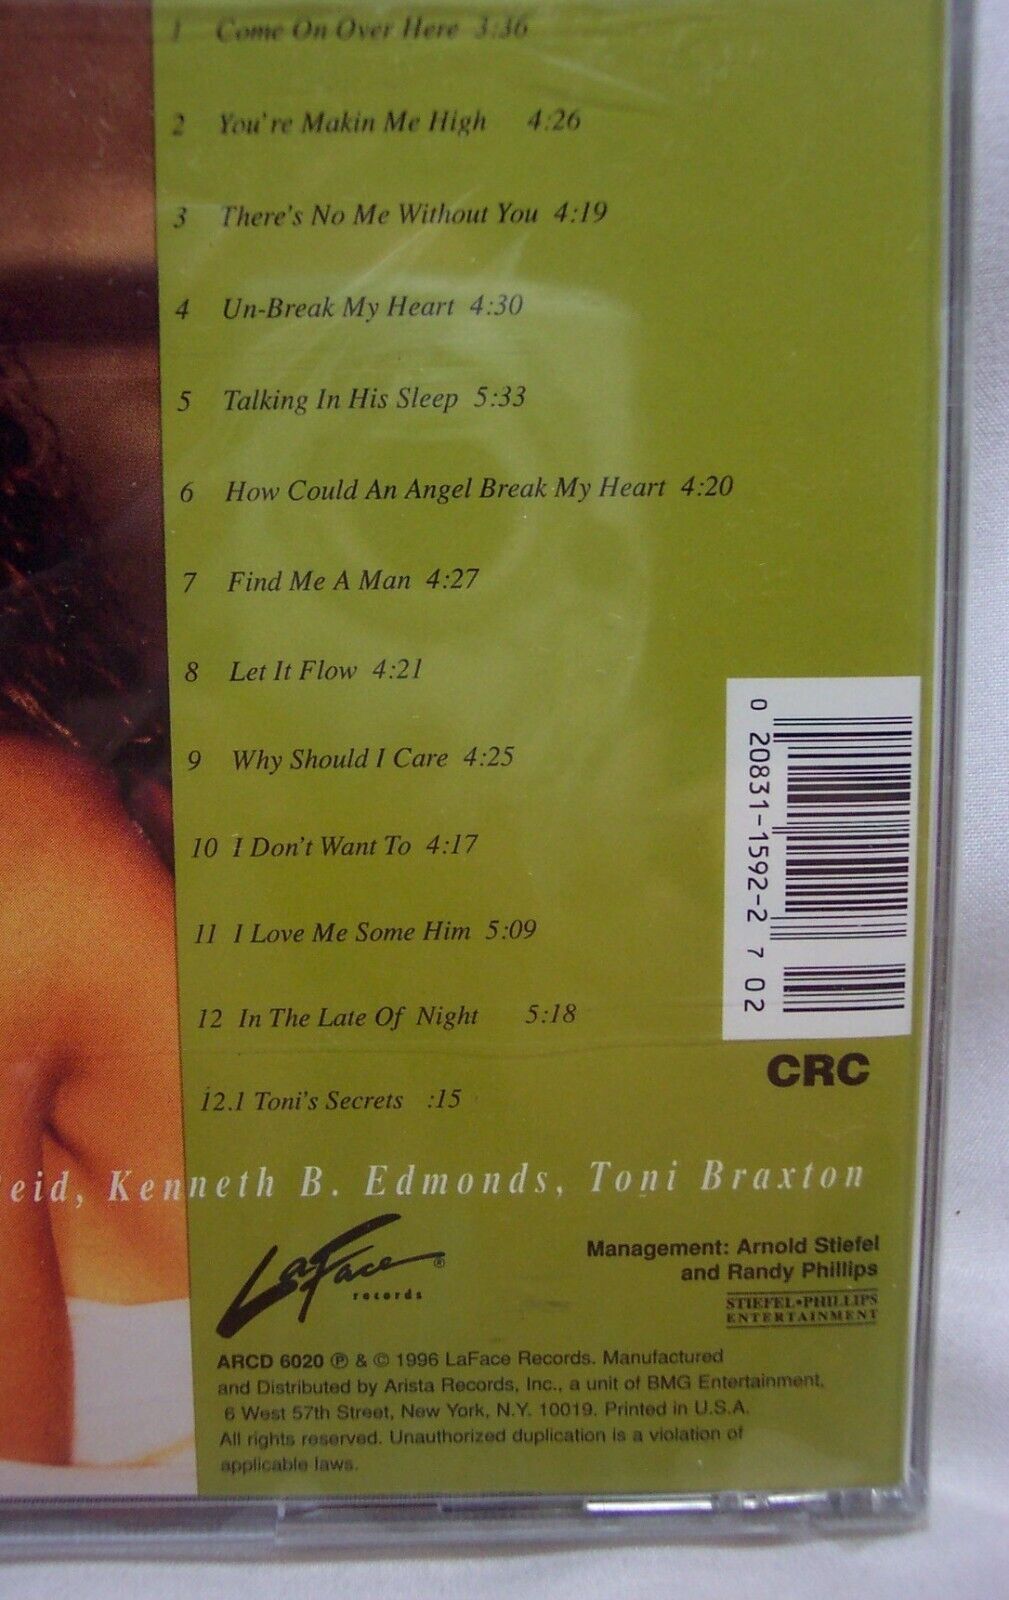 1 Come On Over Here 3:36
2 You're Makin Me High 4:26
3 There's No Me Without You 4:19
4 Un-Break My Heart 4:30
5 Talking In His Sleep 5:33
6 How Could An Angel Break My Heart 4:20
7 Find Me A Man 4:27
8 Let It Flow 4:21
9 Why Should I Care 4:25
10 I Don't Want To 4:17
11 I Love Me Some Him 5:09
12 In The Late Of Night 5:18
12.1 Toni's Secrets :15
0 20831-1592-2 7 02
CRC
eid, Kenneth B. Edmonds, Toni Braxton
LaFace ®
records
Management: Arnold Stiefel
and Randy Phillips
STIEFEL•PHILLIPS
ENTERTAINMENT
ARCD 6020 ℗ & © 1996 LaFace Records. Manufactured
and Distributed by Arista Records, Inc., a unit of BMG Entertainment,
6 West 57th Street, New York, N.Y. 10019. Printed in U.S.A.
All rights reserved. Unauthorized duplication is a violation of
applicable laws.